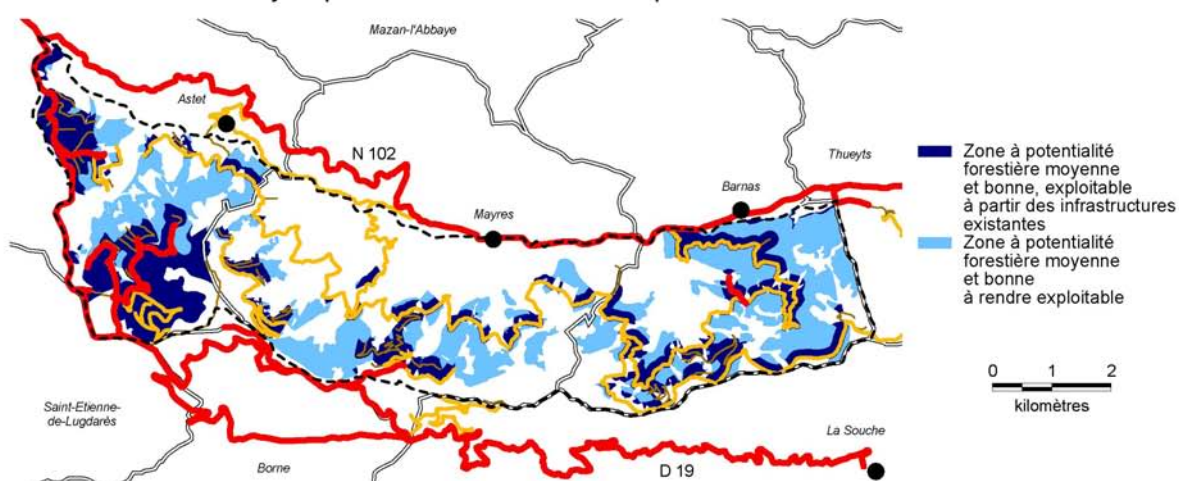 Mazan-l'Abbaye
Astet
N 102
Thueyts
Barnas
Mayres
Saint-Etienne-
de-Lugdarès
Borne
La Souche
D 19
Zone à potentialité
forestière moyenne
et bonne, exploitable
à partir des infrastructures
existantes
Zone à potentialité
forestière moyenne
et bonne
à rendre exploitable
0 1 2
kilomètres